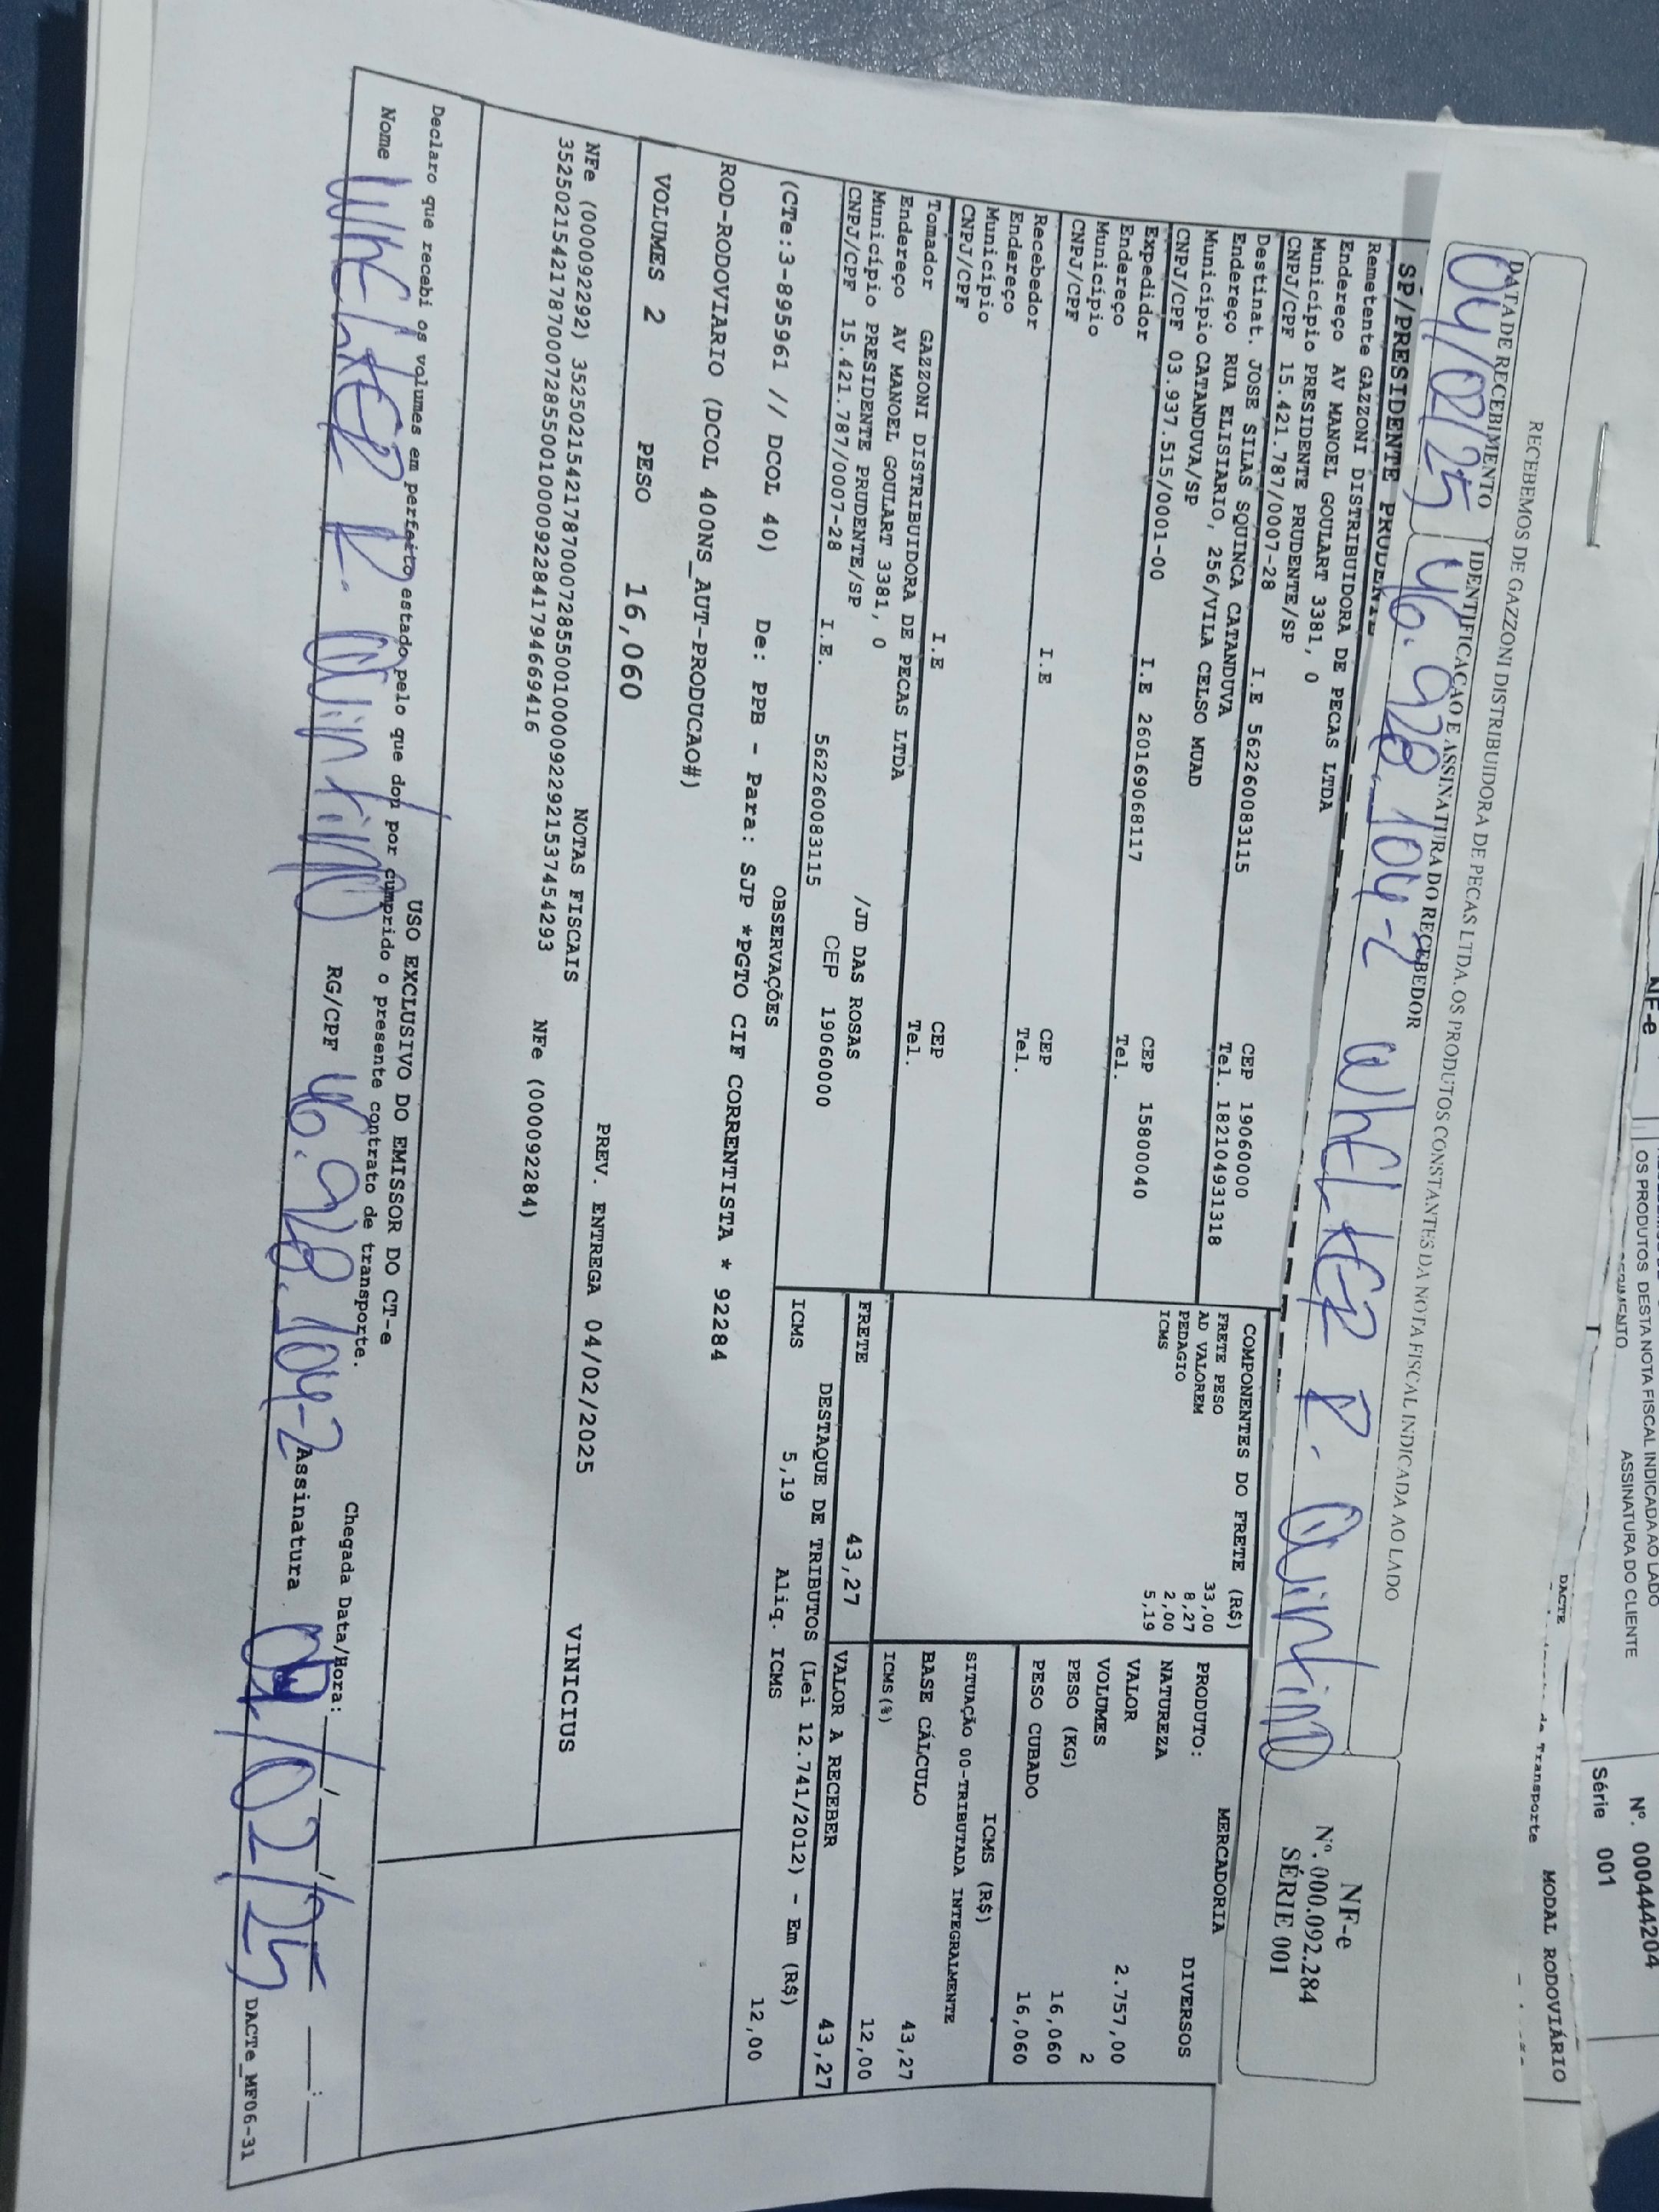 NF-e
OS PRODUTOS DESTA NOTA FISCAL INDICADA AO LADO
ASSINATURA DO CLIENTE
Nº. 000444204
Série 001
DACTE
de Transporte
MODAL RODOVIÁRIO
RECEBEMOS DE GAZZONI DISTRIBUIDORA DE PECAS LTDA. OS PRODUTOS CONSTANTES DA NOTA FISCAL INDICADA AO LADO
DATA DE RECEBIMENTO
IDENTIFICAÇÃO E ASSINATURA DO RECEBEDOR
04/02/25 46.928.104-2 WhELKER R. Quintino
NF-e
Nº. 000.092.284
SÉRIE 001
SP/PRESIDENTE PRUDENTE
Remetente GAZZONI DISTRIBUIDORA DE PECAS LTDA
Endereço AV MANOEL GOULART 3381, 0
Município PRESIDENTE PRUDENTE/SP CEP 19060000
CNPJ/CPF 15.421.787/0007-28 I.E 562260083115 Tel. 182104931318
Destinat. JOSE SILAS SQUINCA CATANDUVA
Endereço RUA ELISIARIO, 256/VILA CELSO MUAD
Município CATANDUVA/SP CEP 15800040
CNPJ/CPF 03.937.515/0001-00 I.E 260169068117 Tel.
Expedidor
Endereço
Município CEP
CNPJ/CPF I.E Tel.
Recebedor
Endereço
Município CEP
CNPJ/CPF I.E Tel.
Tomador GAZZONI DISTRIBUIDORA DE PECAS LTDA
Endereço AV MANOEL GOULART 3381, 0 /JD DAS ROSAS
Município PRESIDENTE PRUDENTE/SP CEP 19060000
CNPJ/CPF 15.421.787/0007-28 I.E. 562260083115
COMPONENTES DO FRETE (R$)
FRETE PESO 33,00
AD VALOREM 8,27
PEDAGIO 2,00
ICMS 5,19
FRETE 43,27
MERCADORIA
PRODUTO: DIVERSOS
NATUREZA
VALOR 2.757,00
VOLUMES 2
PESO (KG) 16,060
PESO CUBADO 16,060
ICMS (R$)
SITUAÇÃO 00-TRIBUTADA INTEGRALMENTE
BASE CÁLCULO 43,27
ICMS(%) 12,00
VALOR A RECEBER 43,27
DESTAQUE DE TRIBUTOS (Lei 12.741/2012) - Em (R$)
ICMS 5,19 Aliq. ICMS 12,00
OBSERVAÇÕES
(CTe:3-895961 // DCOL 40) De: PPB - Para: SJP *PGTO CIF CORRENTISTA * 92284
ROD-RODOVIARIO (DCOL 400NS_AUT-PRODUCAO#)
VOLUMES 2 PESO 16,060 PREV. ENTREGA 04/02/2025 VINICIUS
NOTAS FISCAIS
NFe (000092292) 35250215421787000728550010000922921537454293 NFe (000092284)
35250215421787000728550010000922841794669416
USO EXCLUSIVO DO EMISSOR DO CT-e
Declaro que recebi os volumes em perfeito estado pelo que dou por cumprido o presente contrato de transporte.
Chegada Data/Hora: __/__/__ __:__
Nome WhELKER R. Quintino RG/CPF 46.928.104-2 Assinatura 04/02/25
DACTe_MF06-31